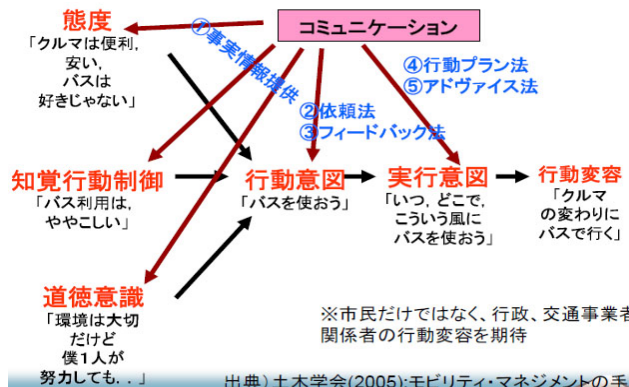 態度
「クルマは便利,
安い,
バスは
好きじゃない」
コミュニケーション
①事実情報提供
②依頼法
③フィードバック法
④行動プラン法
⑤アドヴァイス法
知覚行動制御
「バス利用は,
ややこしい」
行動意図
「バスを使おう」
実行意図
「いつ, どこで,
こういう風に
バスを使おう」
行動変容
「クルマ
の変わりに
バスで行く」
道徳意識
「環境は大切
だけど
僕1人が
努力しても. . 」
※市民だけではなく、行政、交通事業者
関係者の行動変容を期待
出典）土木学会(2005):モビリティ・マネジメントの手